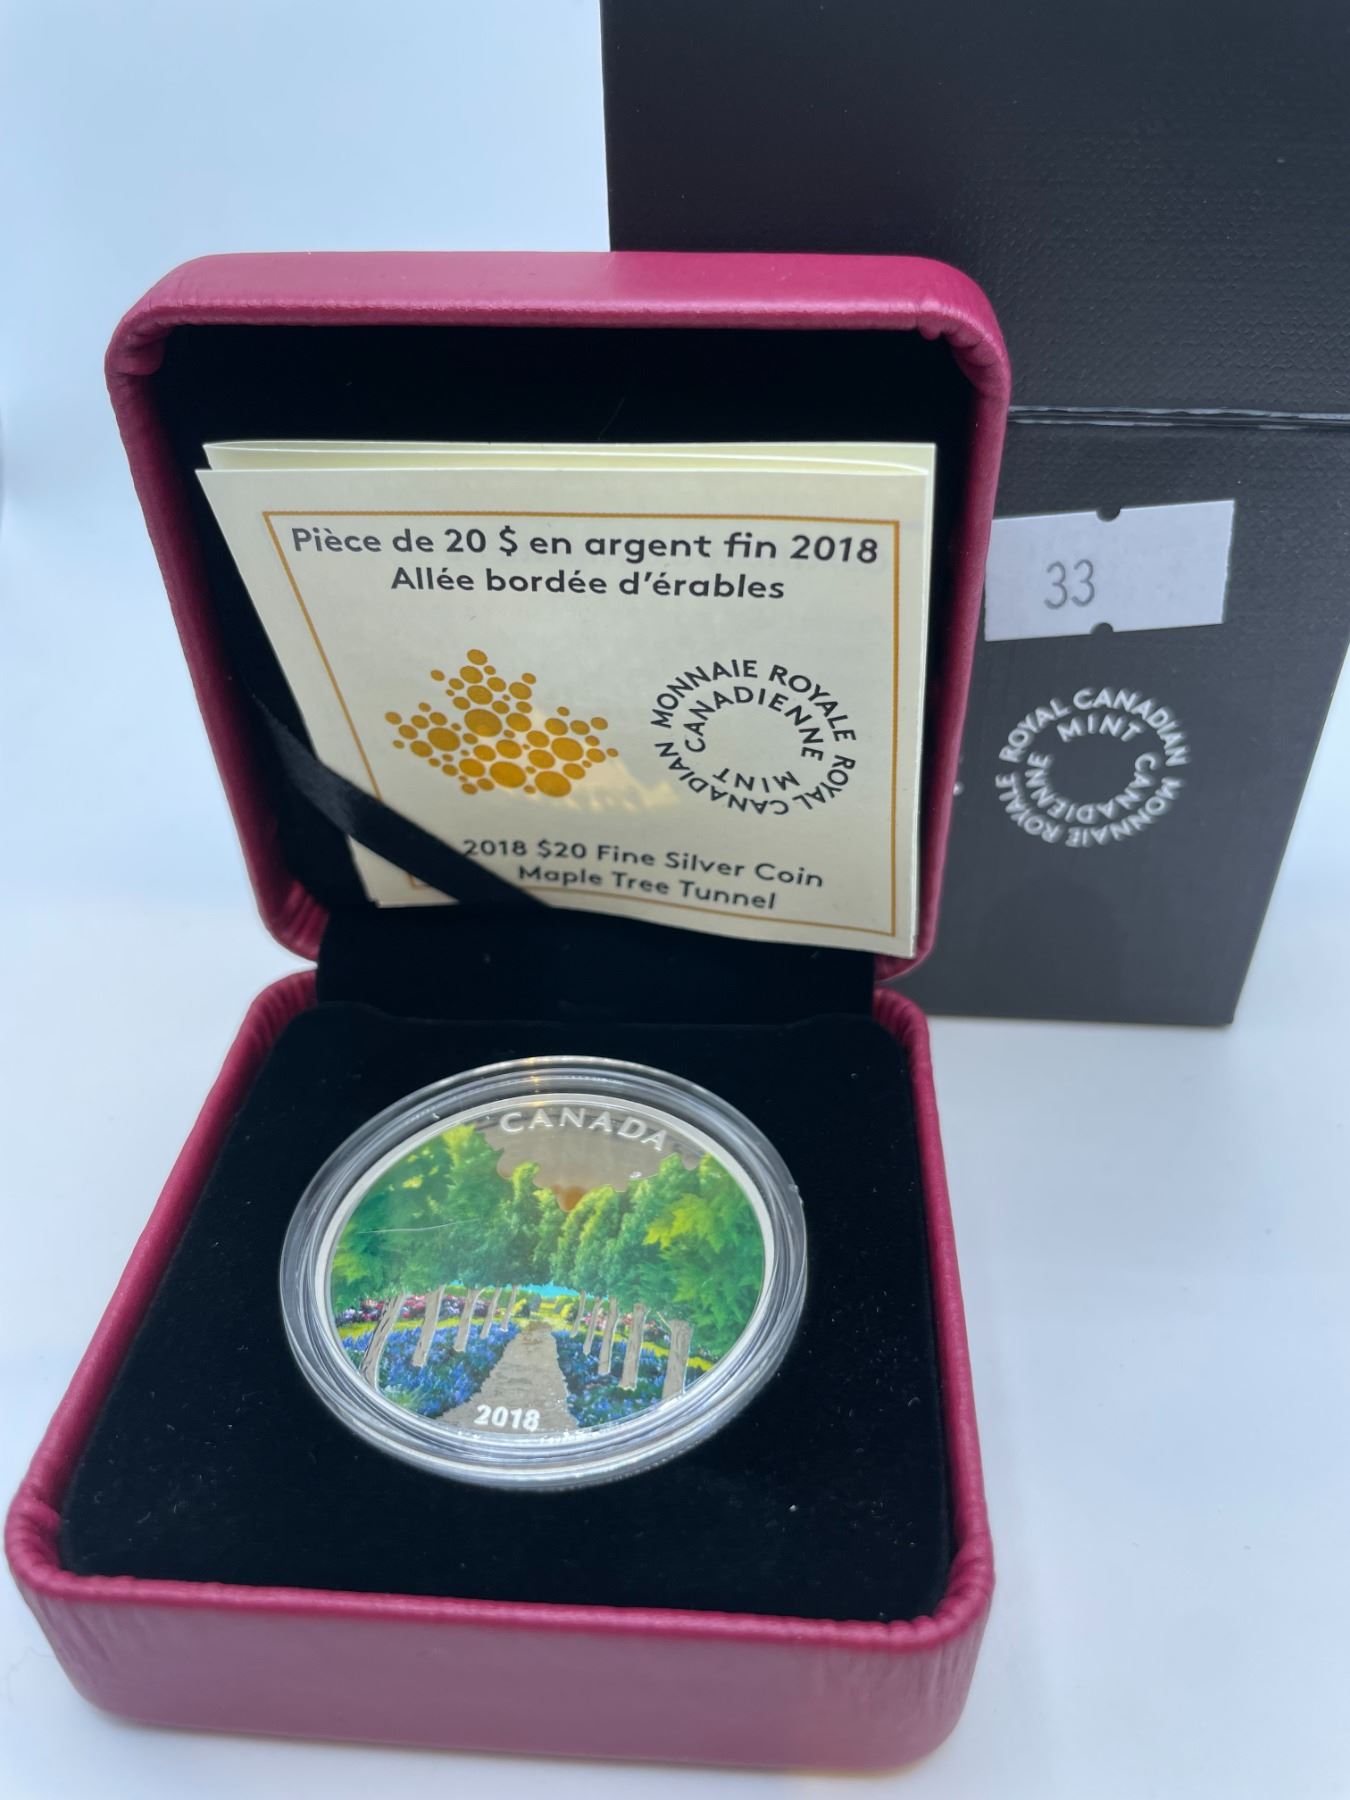 Pièce de 20 $ en argent fin 2018
Allée bordée d'érables
MONNAIE ROYALE CANADIENNE
ROYAL CANADIAN MINT
2018 $20 Fine Silver Coin
Maple Tree Tunnel
33
ROYAL CANADIAN MINT
MONNAIE ROYALE CANADIENNE
CANADA
2018